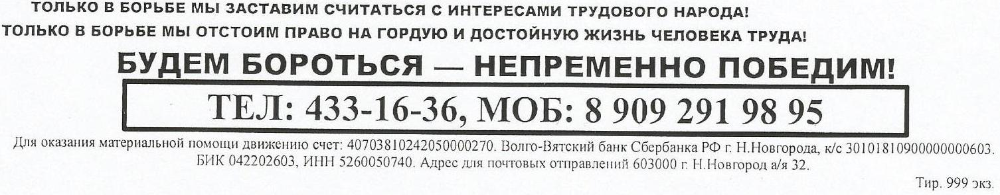 ТОЛЬКО В БОРЬБЕ МЫ ЗАСТАВИМ СЧИТАТЬСЯ С ИНТЕРЕСАМИ ТРУДОВОГО НАРОДА!
ТОЛЬКО В БОРЬБЕ МЫ ОТСТОИМ ПРАВО НА ГОРДУЮ И ДОСТОЙНУЮ ЖИЗНЬ ЧЕЛОВЕКА ТРУДА!
БУДЕМ БОРОТЬСЯ — НЕПРЕМЕННО ПОБЕДИМ!
ТЕЛ: 433-16-36, МОБ: 8 909 291 98 95
Для оказания материальной помощи движению счет: 40703810242050000270. Волго-Вятский банк Сбербанка РФ г. Н.Новгорода, к/с 30101810900000000603.
БИК 042202603, ИНН 5260050740. Адрес для почтовых отправлений 603000 г. Н.Новгород а/я 32.
Тир. 999 экз.